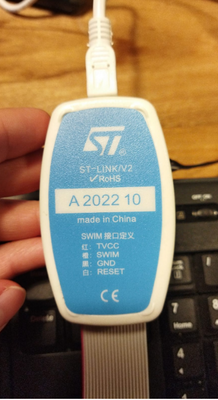 ST
ST-LINK/V2
✓RoHS
A 2022 10
made in China
SWIM 接口定义
红: TVCC
橙: SWIM
黑: GND
白: RESET
CE